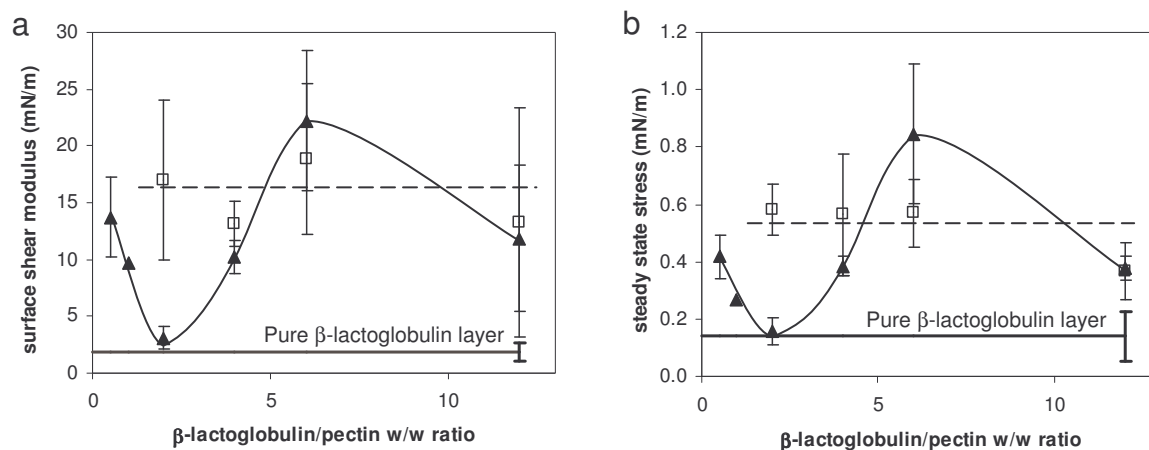 a
30
25
20
15
10
5
0
surface shear modulus (mN/m)
Pure β-lactoglobulin layer
0 5 10
β-lactoglobulin/pectin w/w ratio
b
1.2
1.0
0.8
0.6
0.4
0.2
0.0
steady state stress (mN/m)
Pure β-lactoglobulin layer
0 5 10
β-lactoglobulin/pectin w/w ratio